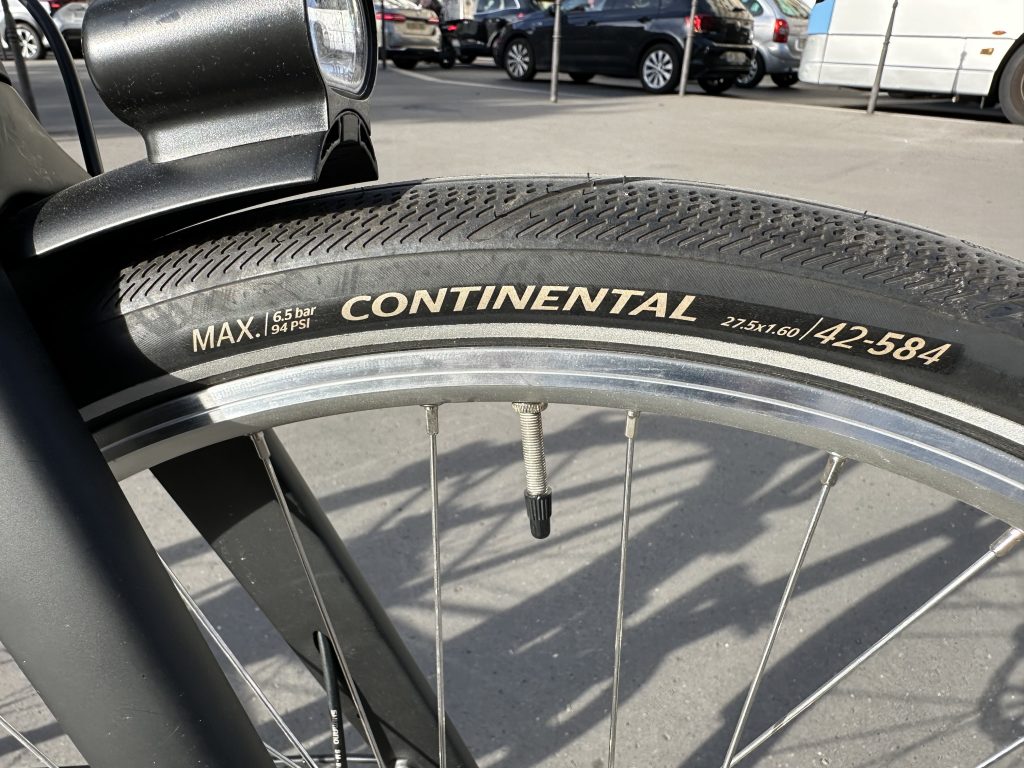 MAX. 6.5 bar
94 PSI
CONTINENTAL
27.5x1.60 / 42-584